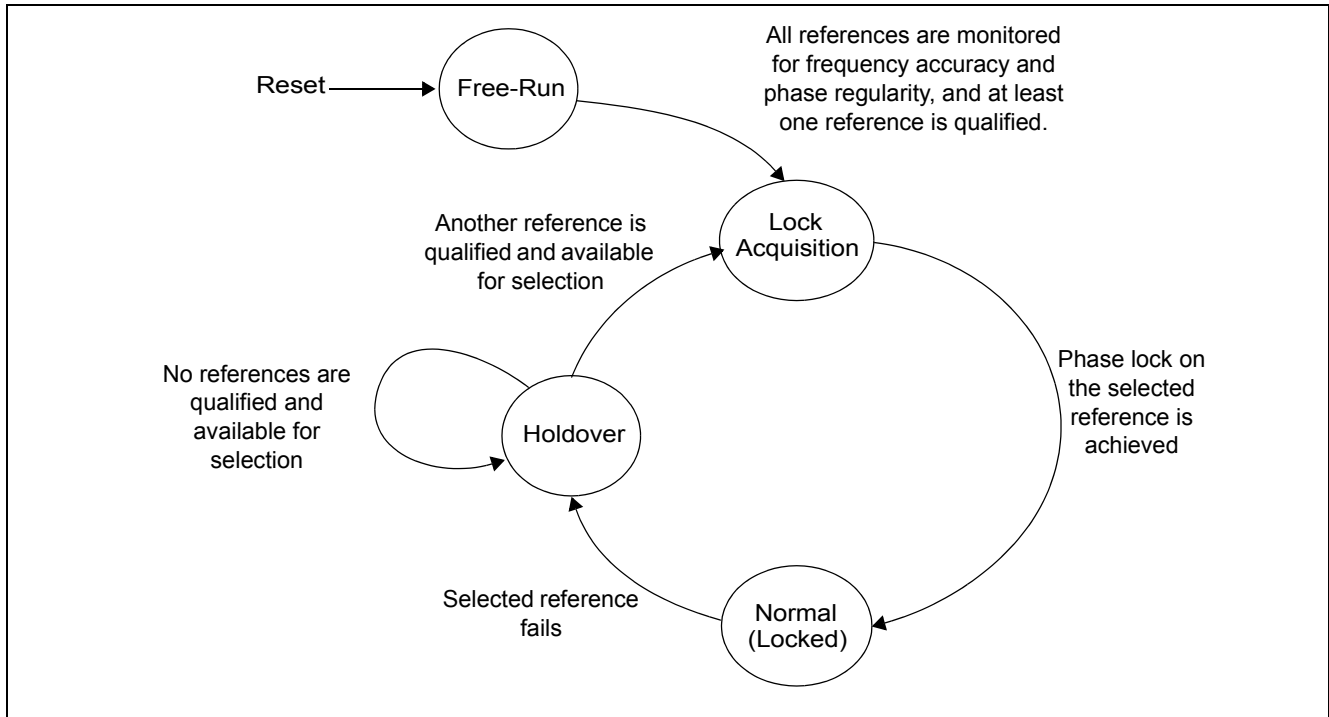 Reset
Free-Run
All references are monitored
for frequency accuracy and
phase regularity, and at least
one reference is qualified.
Another reference is
qualified and available
for selection
Lock
Acquisition
No references are
qualified and
available for
selection
Holdover
Phase lock on
the selected
reference is
achieved
Selected reference
fails
Normal
(Locked)